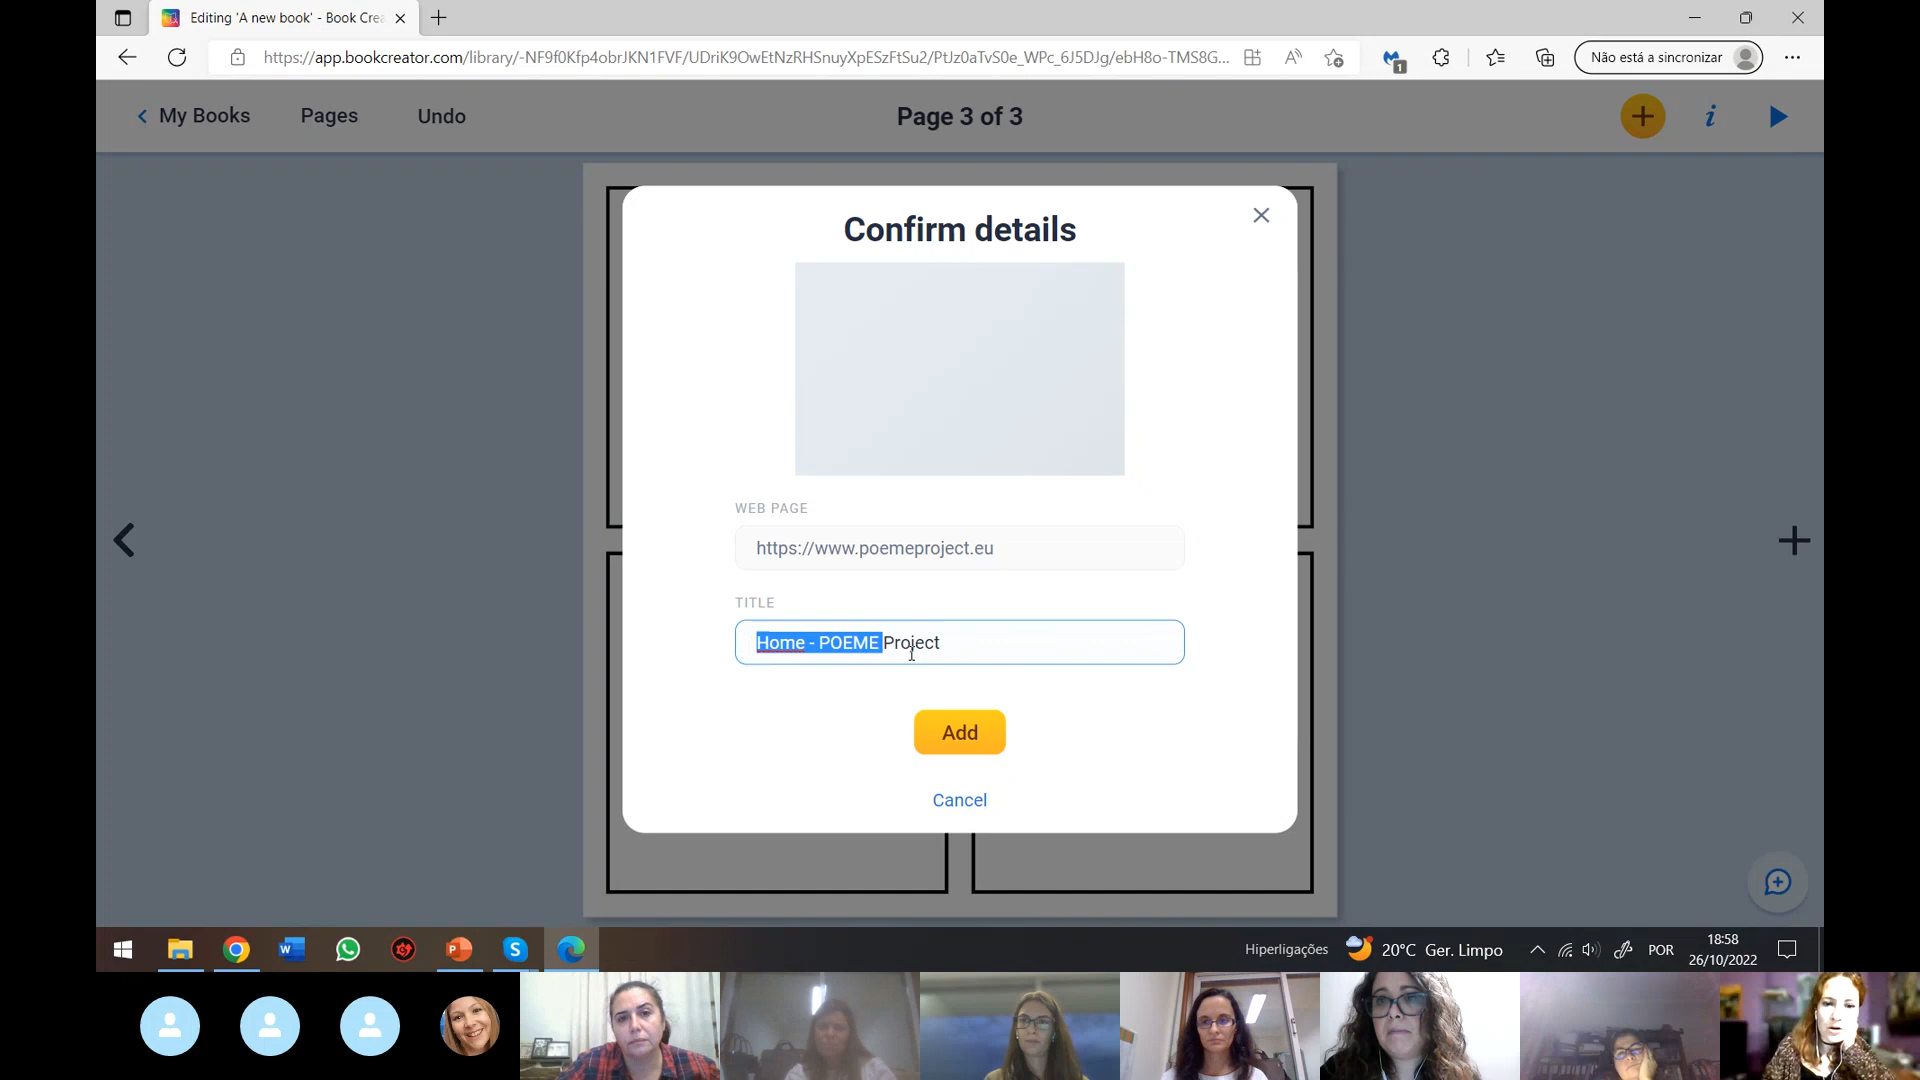 Editing 'A new book' - Book Crea
https://app.bookcreator.com/library/-NF9f0Kfp4obrJKN1FVF/UDriK9OwEtNzRHSnuyXpESzFtSu2/PtJz0aTvS0e_WPc_6J5DJg/ebH8o-TMS8G...
1
Não está a sincronizar
My Books
Pages
Undo
Page 3 of 3
Confirm details
WEB PAGE
https://www.poemeproject.eu
TITLE
Home - POEME Project
Add
Cancel
Hiperligações
20°C Ger. Limpo
POR
18:58
26/10/2022